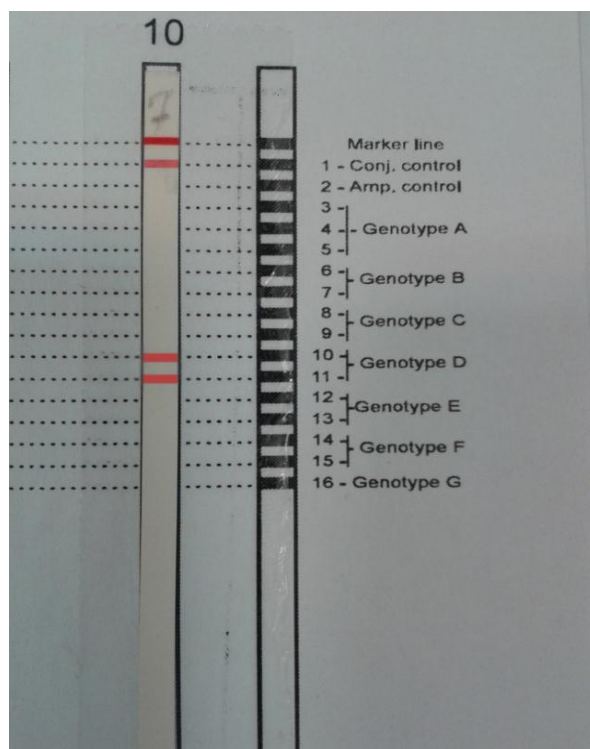 10
7
Marker line
1 - Conj. control
2 - Amp. control
3 -
4 - - Genotype A
5 -
6 -
Genotype B
7 -
8 -
Genotype C
9 -
10 -
Genotype D
11 -
12 -
Genotype E
13 -
14 -
Genotype F
15 -
16 - Genotype G